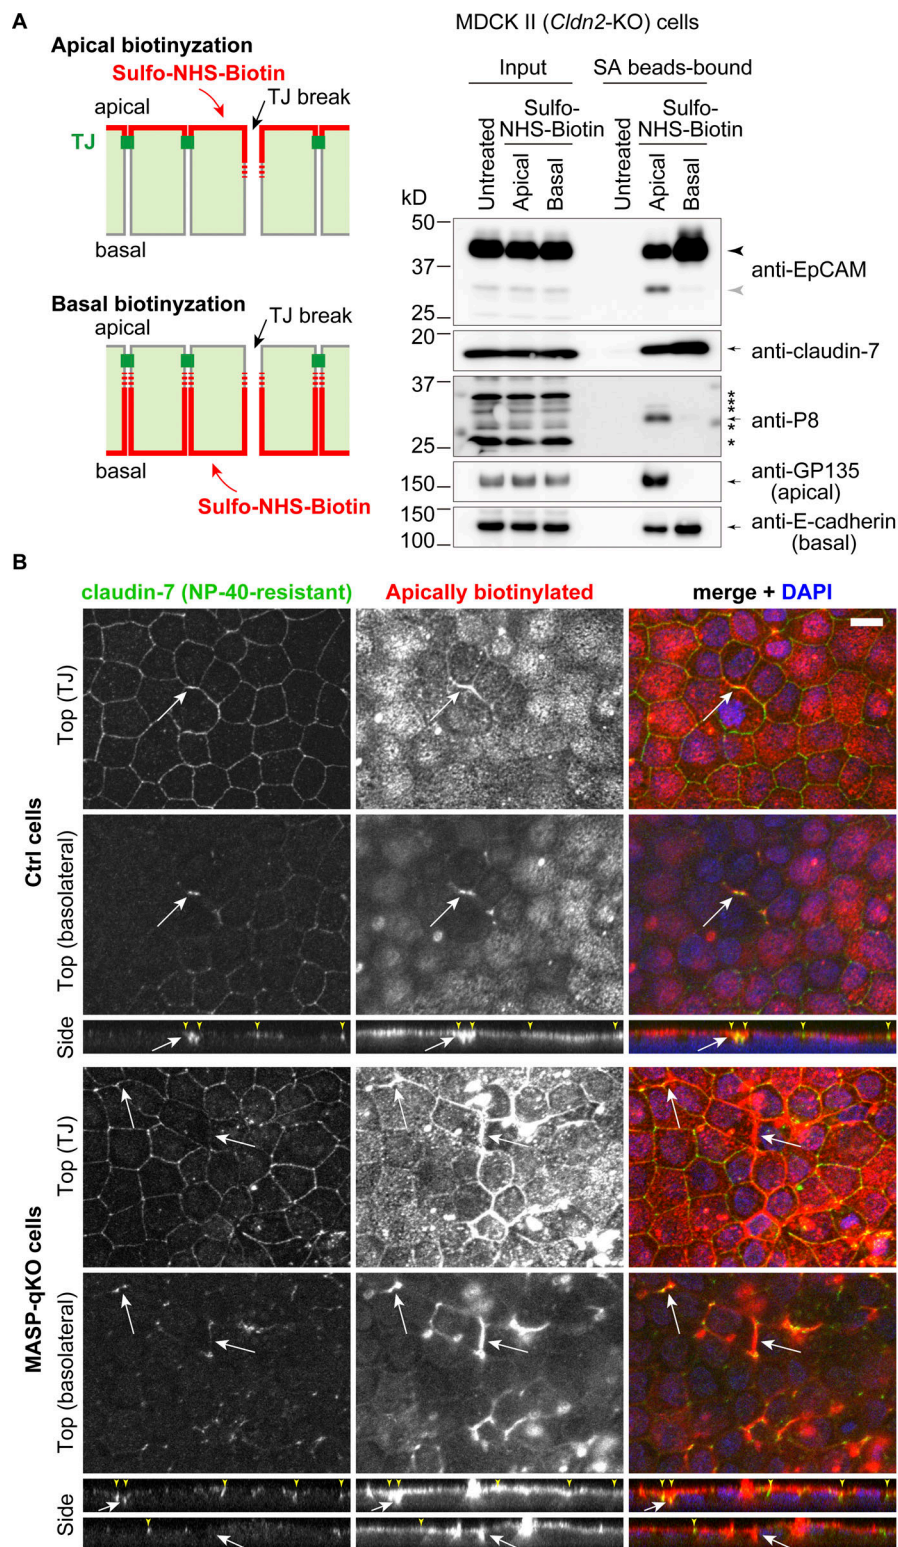 A
Apical biotinyzation
Sulfo-NHS-Biotin
TJ break
apical
TJ
basal
Basal biotinyzation
apical
TJ break
basal
Sulfo-NHS-Biotin
MDCK II (Cldn2-KO) cells
Input
SA beads-bound
Sulfo-
NHS-Biotin
Sulfo-
NHS-Biotin
kD
Untreated
Apical
Basal
Untreated
Apical
Basal
50
37
25
anti-EpCAM
20
anti-claudin-7
37
25
*
*
*
*
*
anti-P8
150
anti-GP135
(apical)
150
100
anti-E-cadherin
(basal)
B
claudin-7 (NP-40-resistant)
Apically biotinylated
merge + DAPI
Ctrl cells
Top (TJ)
Top (basolateral)
Side
MASP-qKO cells
Top (TJ)
Top (basolateral)
Side